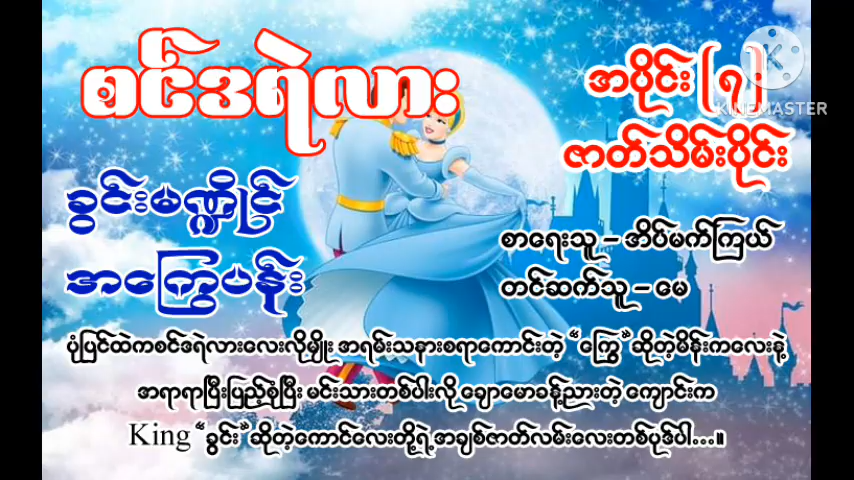 စင်ဒရဲလား
အပိုင်း (၇)
ဇာတ်သိမ်းပိုင်း
KINEMASTER
ခွင်းမဏ္ဍိုင်
အကြွေပန်း
စာရေးသူ – အိပ်မက်ကြယ်
တင်ဆက်သူ – မေ
ပုံပြင်ထဲကစင်ဒရဲလားလေးလိုမျိုး အရမ်းသနားစရာကောင်းတဲ့ "ကြွေ"ဆိုတဲ့မိန်းကလေးနဲ့
အရာရာပြီးပြည့်စုံပြီး မင်းသားတစ်ပါးလို ချောမောခန့်ညားတဲ့ ကျောင်းက
King "ခွင်း"ဆိုတဲ့ကောင်လေးတို့ရဲ့အချစ်ဇာတ်လမ်းလေးတစ်ပုဒ်ပါ...။